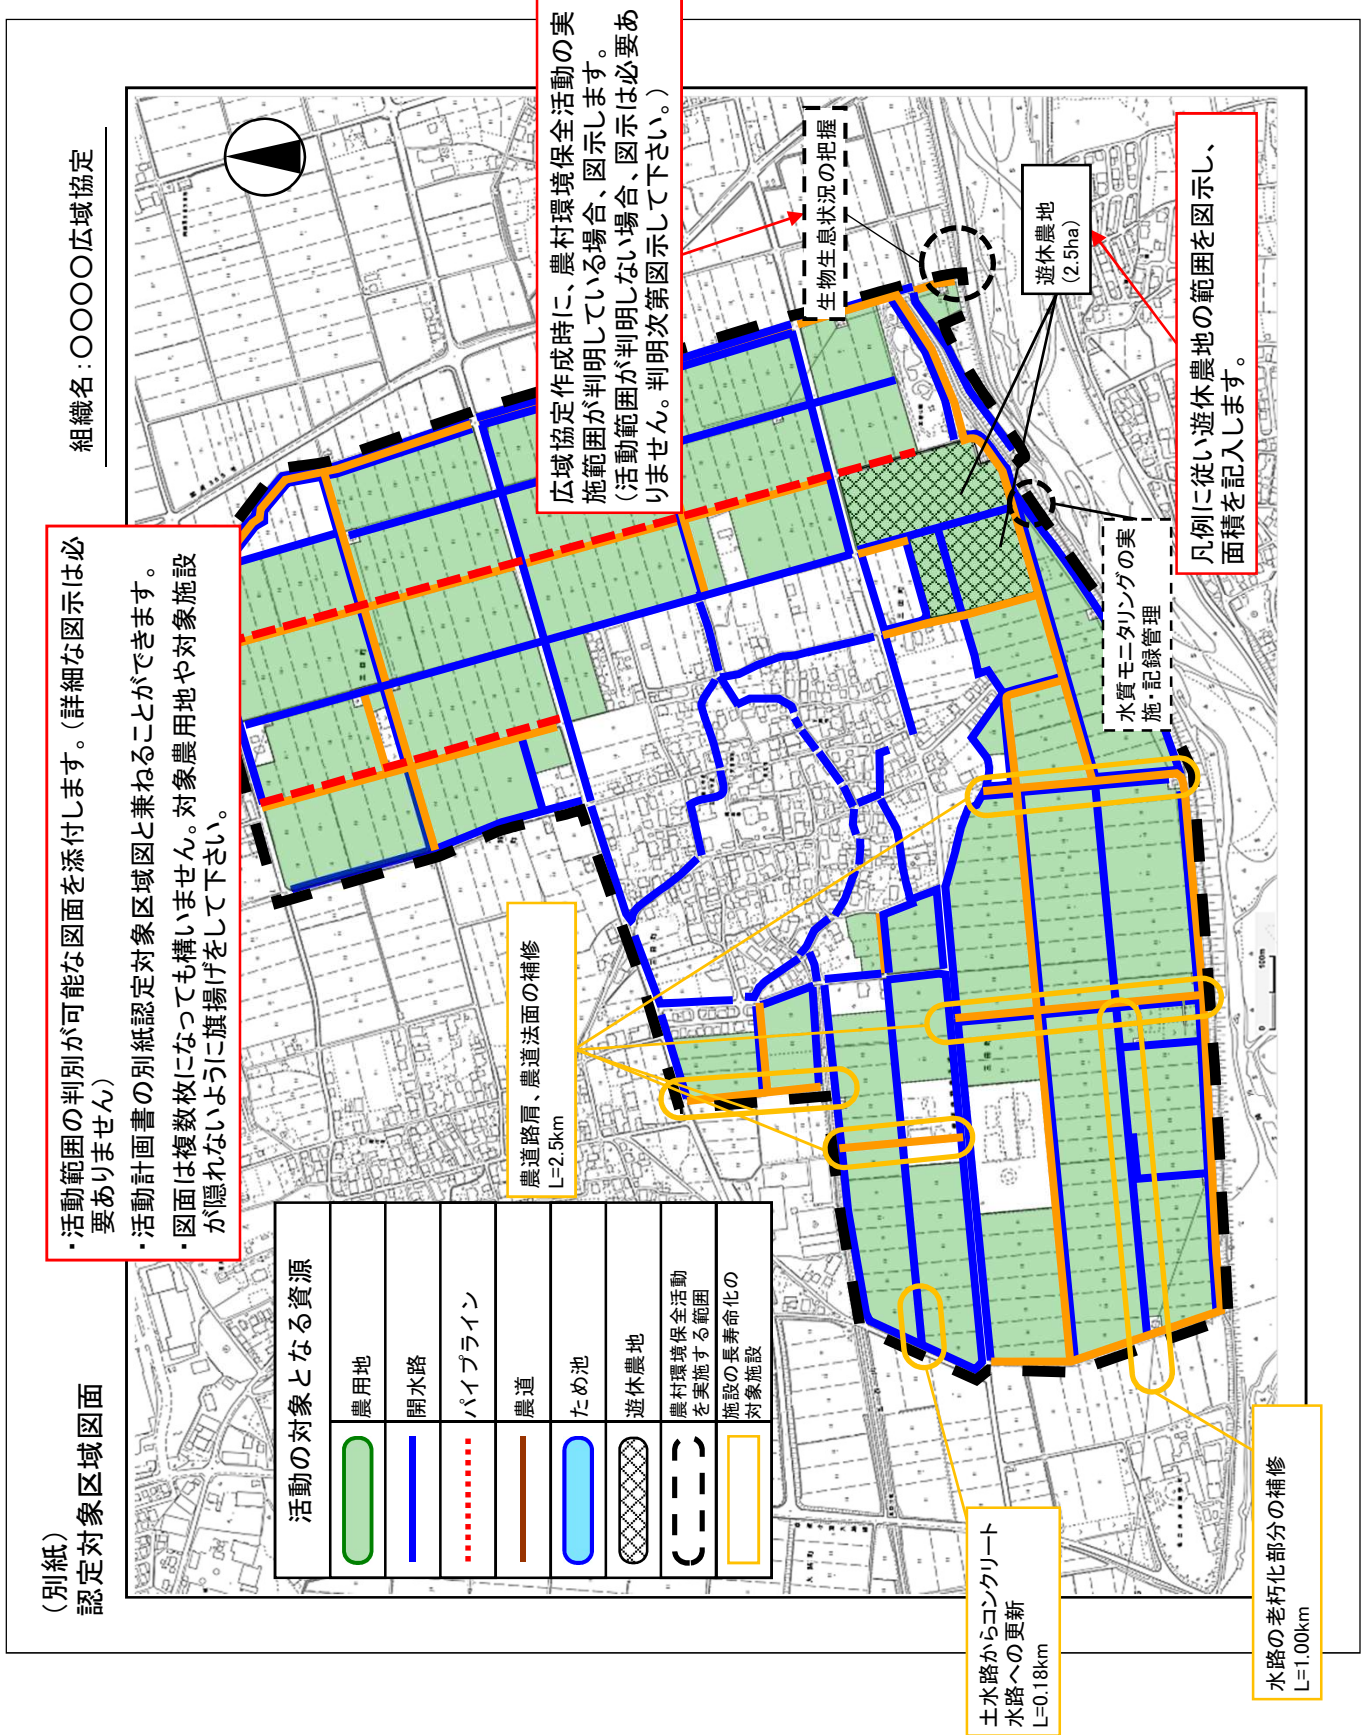 （別紙）
認定対象区域図面
組織名：〇〇〇〇広域協定
・活動範囲の判別が可能な図面を添付します。（詳細な図示は必
要ありません）
・活動計画書の別紙認定対象区域図と兼ねることができます。
・図面は複数枚になっても構いません。対象農用地や対象施設
が隠れないように旗揚げをして下さい。
広域協定作成時に、農村環境保全活動の実
施範囲が判明している場合、図示します。
（活動範囲が判明しない場合、図示は必要あ
りません。判明次第図示して下さい。）
生物生息状況の把握
遊休農地
（2.5ha）
凡例に従い遊休農地の範囲を図示し、
面積を記入します。
水質モニタリングの実
施・記録管理
農道路肩、農道法面の補修
L=2.5km
活動の対象となる資源
農用地
開水路
パイプライン
農道
ため池
遊休農地
農村環境保全活動
を実施する範囲
施設の長寿命化の
対象施設
土水路からコンクリート
水路への更新
L=0.18km
水路の老朽化部分の補修
L=1.00km
0
100m